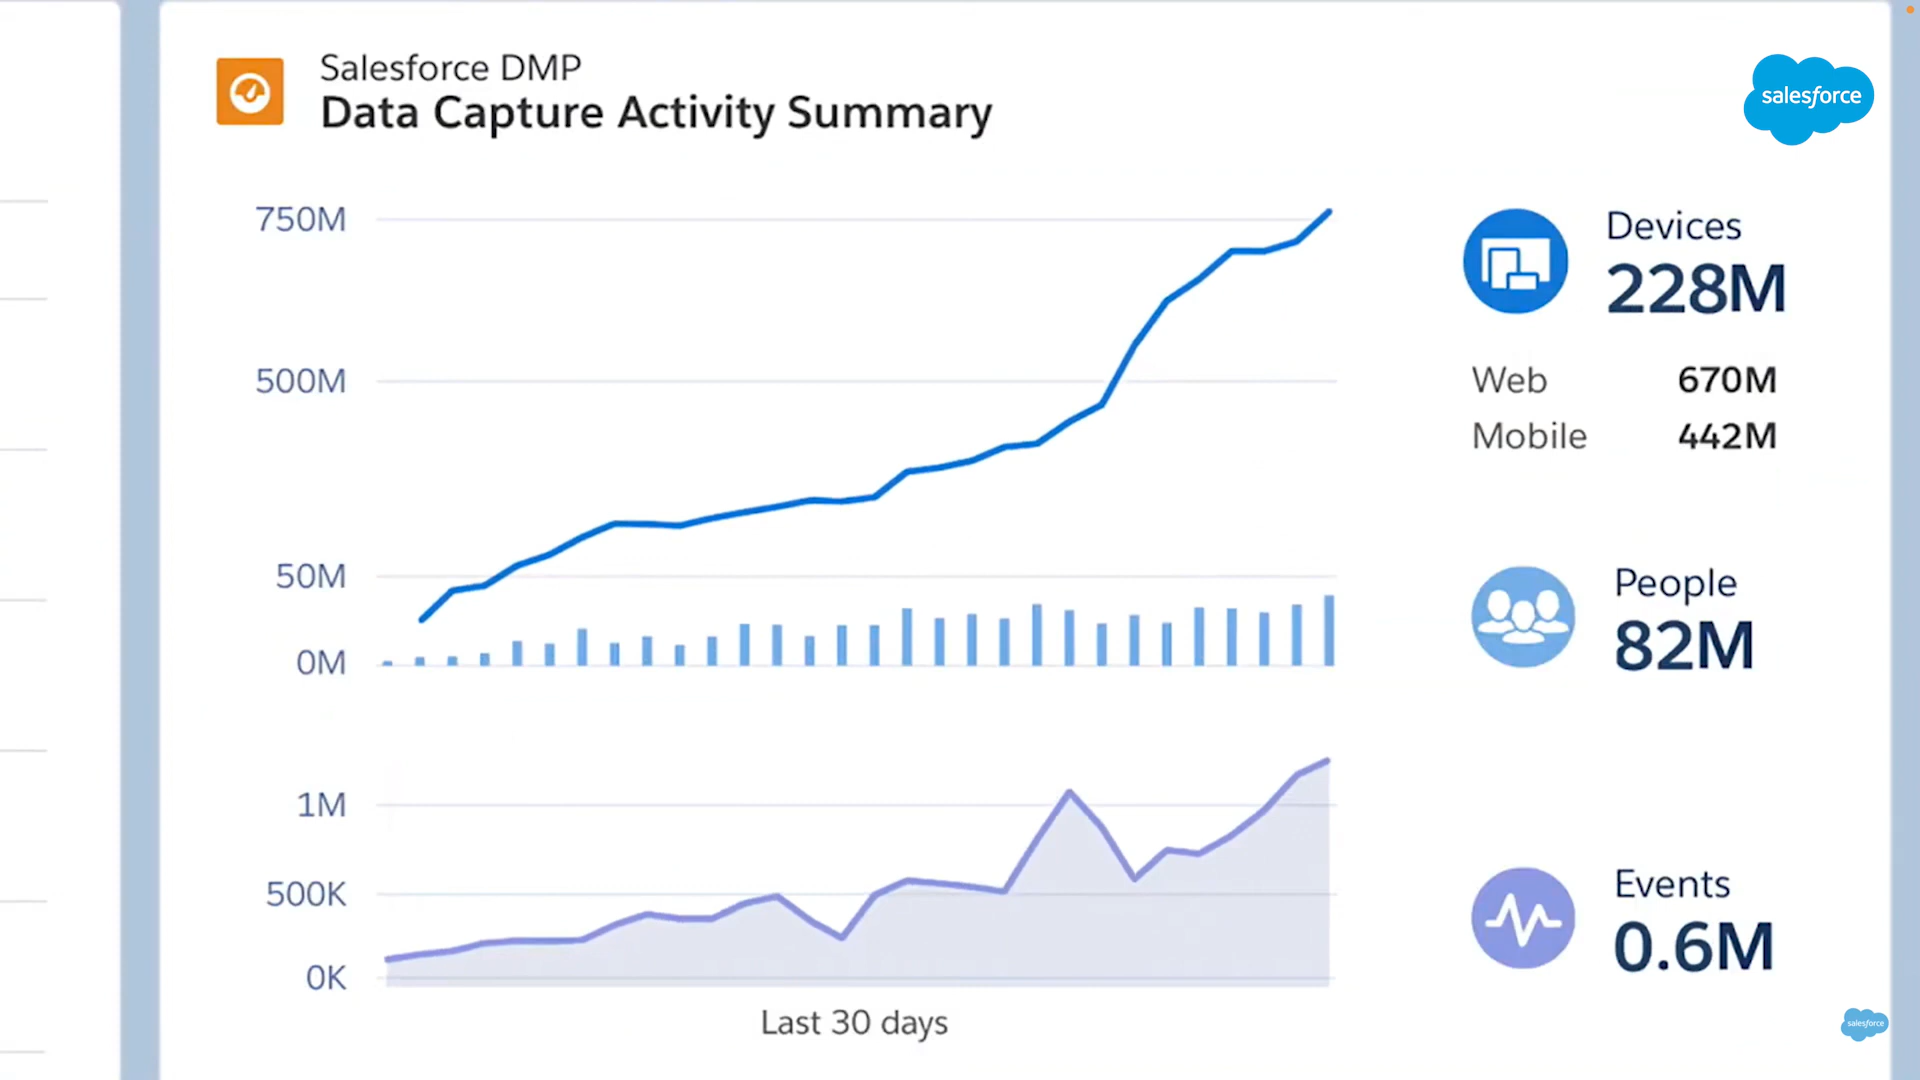 Salesforce DMP
Data Capture Activity Summary
salesforce
750M
500M
50M
0M
Devices
228M
Web 670M
Mobile 442M
People
82M
1M
500K
0K
Last 30 days
Events
0.6M
salesforce